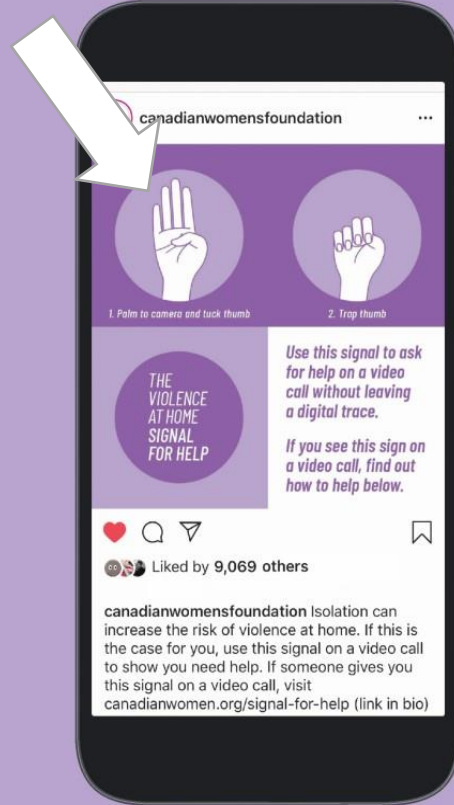 canadianwomensfoundation
1. Palm to camera and tuck thumb
2. Trap thumb
THE
VIOLENCE
AT HOME
SIGNAL
FOR HELP
Use this signal to ask
for help on a video
call without leaving
a digital trace.
If you see this sign on
a video call, find out
how to help below.
Liked by 9,069 others
canadianwomensfoundation Isolation can
increase the risk of violence at home. If this is
the case for you, use this signal on a video call
to show you need help. If someone gives you
this signal on a video call, visit
canadianwomen.org/signal-for-help (link in bio)